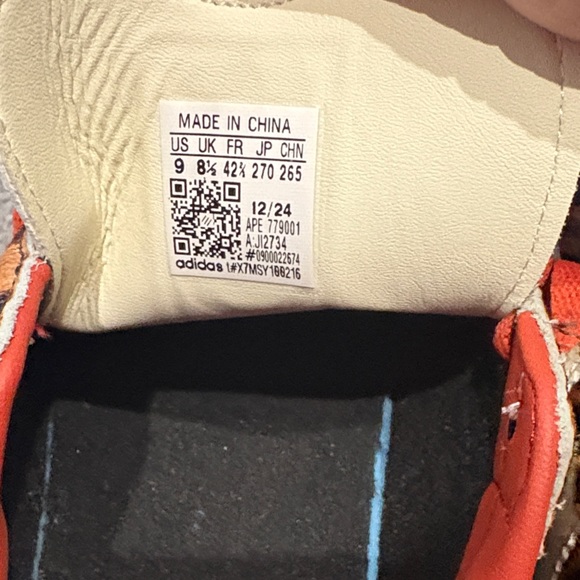 MADE IN CHINA
US UK FR JP CHN
9 8½ 42⅔ 270 265
12/24
APE 779001
A:JI2734
#0900022674
adidas t#X7MSY100216